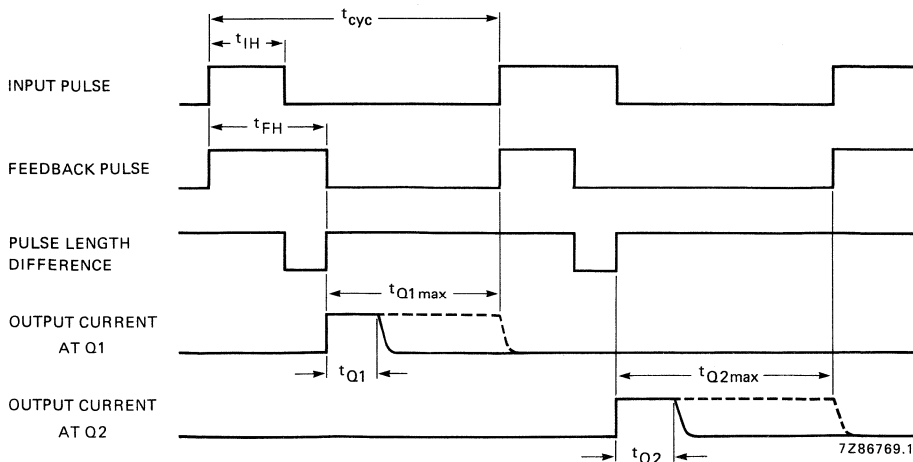 tcyc
tIH
INPUT PULSE
tFH
FEEDBACK PULSE
PULSE LENGTH
DIFFERENCE
tQ1max
OUTPUT CURRENT
AT Q1
tQ1
tQ2max
OUTPUT CURRENT
AT Q2
tQ2
7Z86769.1